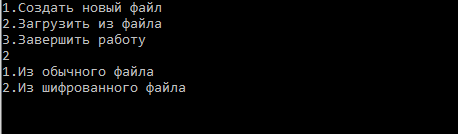 1.Создать новый файл
2.Загрузить из файла
3.Завершить работу
2
1.Из обычного файла
2.Из шифрованного файла